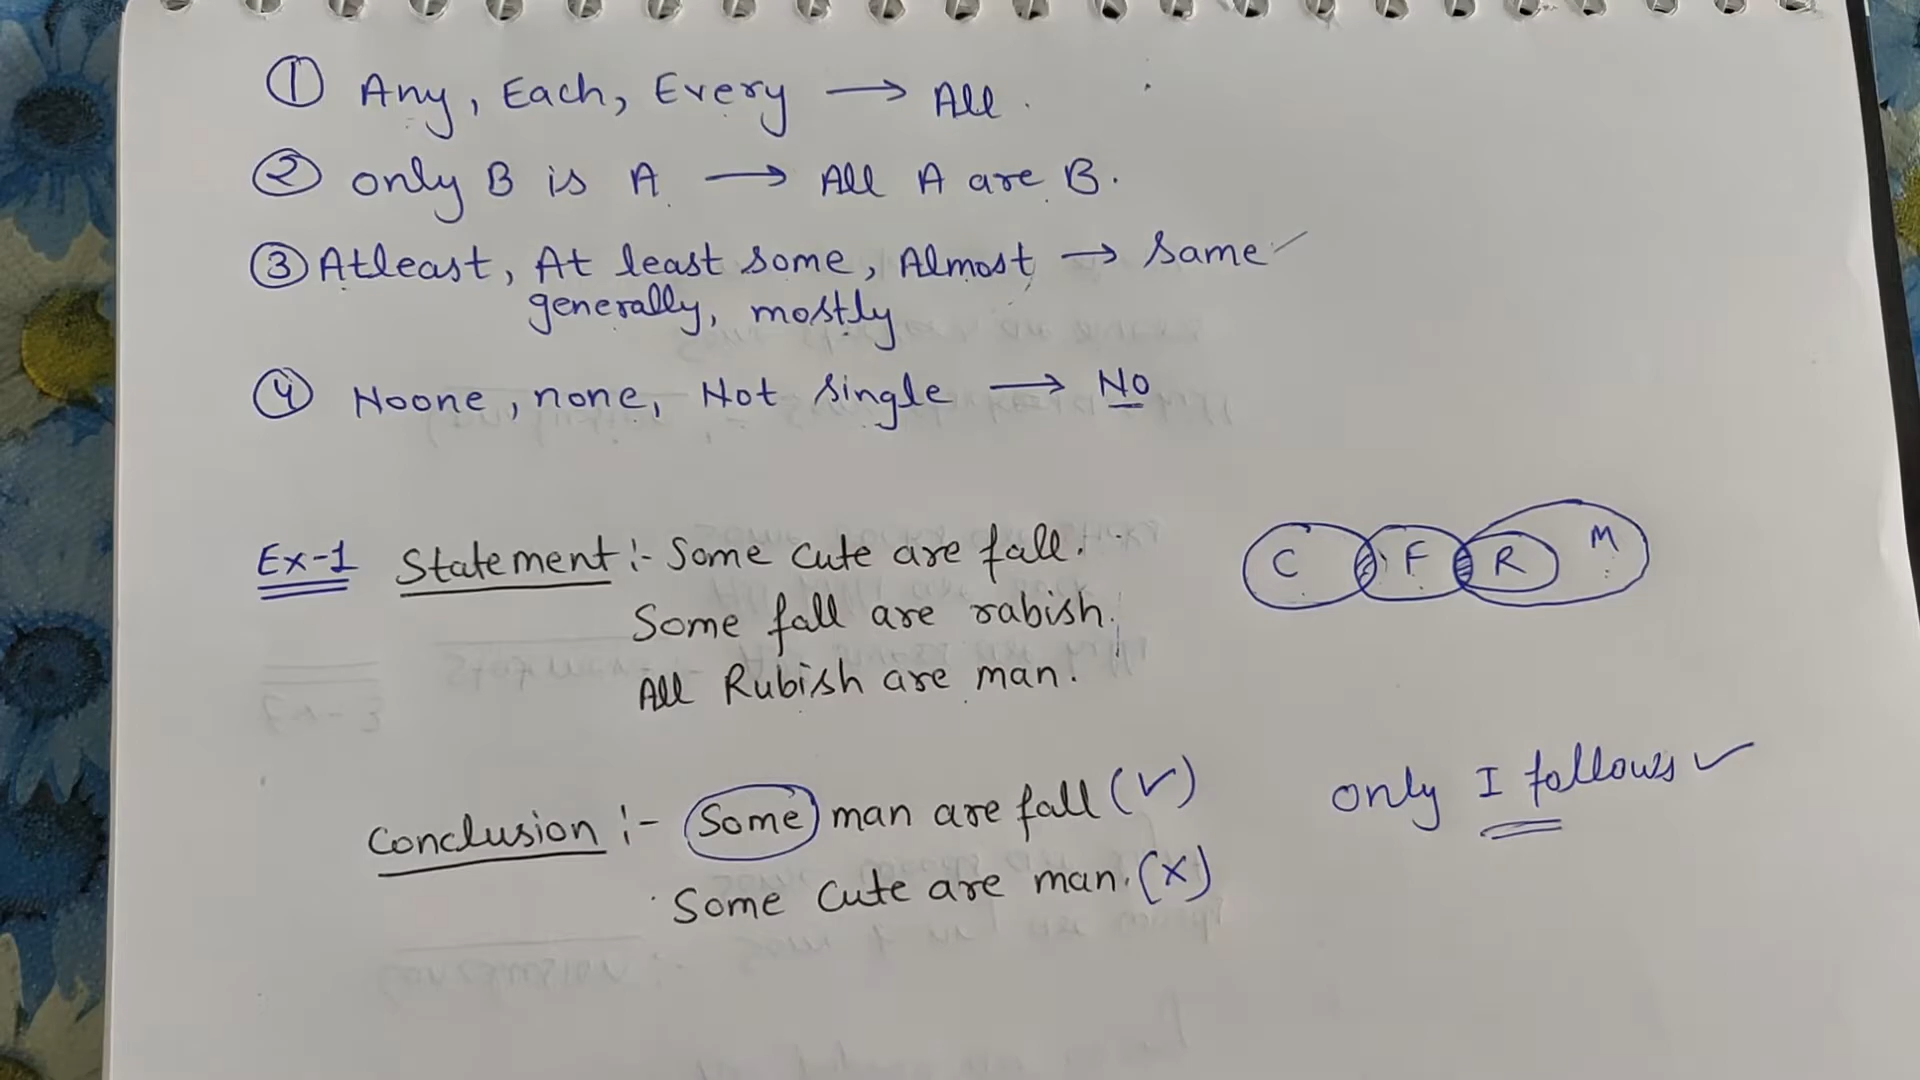 ① Any, Each, Every → All.
② only B is A → All A are B.
③ Atleast, At least some, Almost → same
generally, mostly
④ Noone, none, Not single → No
Ex-1 Statement :- Some cute are fall.
Some fall are rabish.
All Rubish are man.
C F R M
Conclusion :- Some man are fall (✓)
Some cute are man. (x)
only I follows ✓